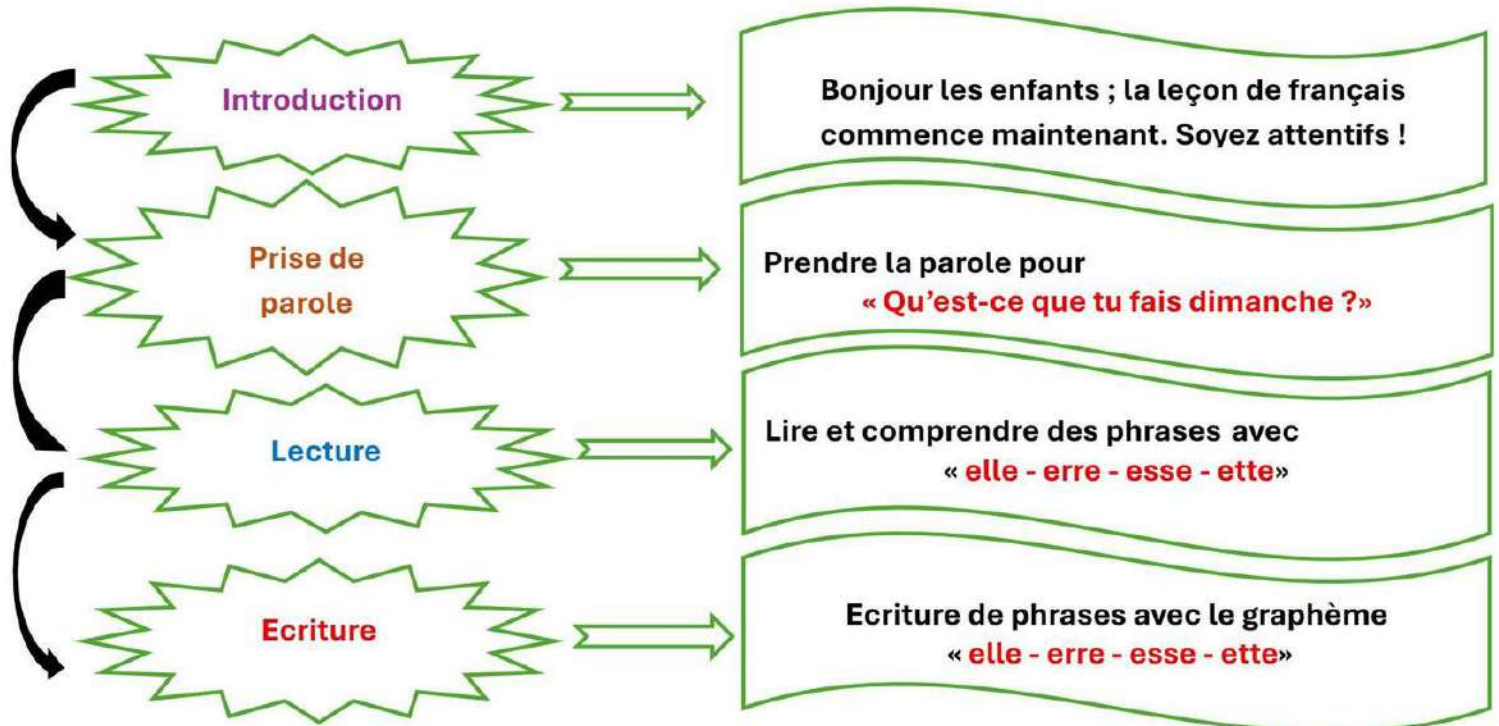 Introduction
Bonjour les enfants ; la leçon de français
commence maintenant. Soyez attentifs !
Prise de
parole
Prendre la parole pour
« Qu’est-ce que tu fais dimanche ?»
Lecture
Lire et comprendre des phrases avec
« elle - erre - esse - ette»
Ecriture
Ecriture de phrases avec le graphème
« elle - erre - esse - ette»